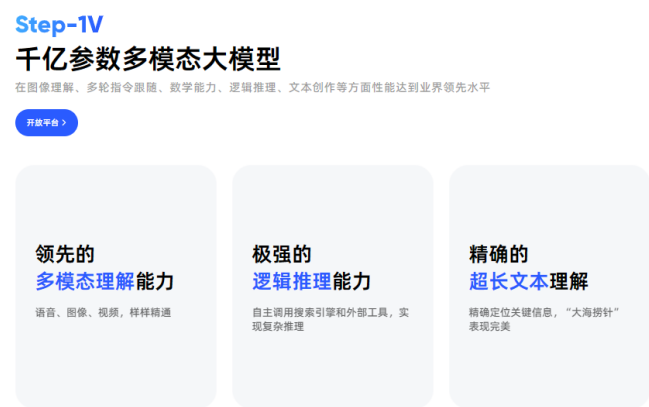 Step-1V
千亿参数多模态大模型
在图像理解、多轮指令跟随、数学能力、逻辑推理、文本创作等方面性能达到业界领先水平
开放平台 >
领先的
多模态理解能力
语音、图像、视频，样样精通
极强的
逻辑推理能力
自主调用搜索引擎和外部工具，实
现复杂推理
精确的
超长文本理解
精确定位关键信息，“大海捞针”
表现完美